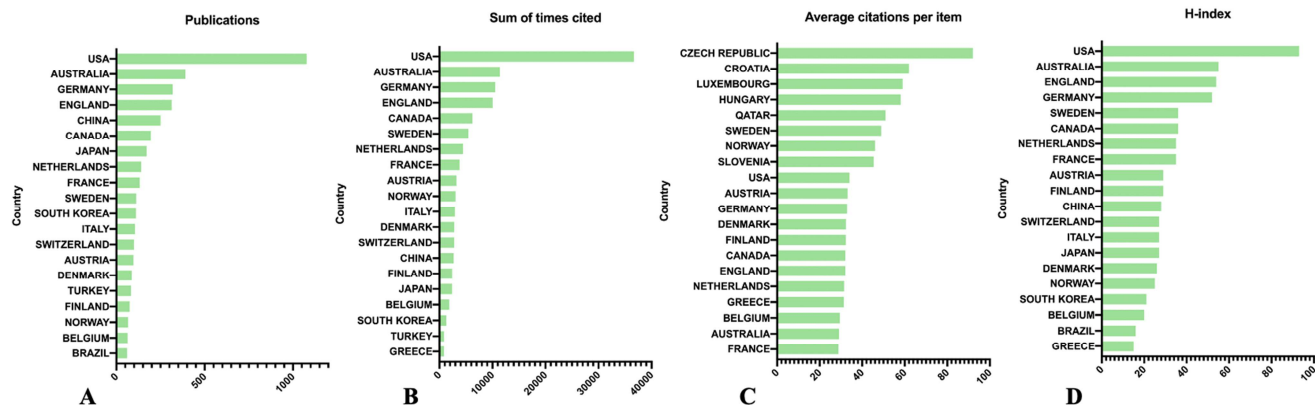 Publications
Country
USA
AUSTRALIA
GERMANY
ENGLAND
CHINA
CANADA
JAPAN
NETHERLANDS
FRANCE
SWEDEN
SOUTH KOREA
ITALY
SWITZERLAND
AUSTRIA
DENMARK
TURKEY
FINLAND
NORWAY
BELGIUM
BRAZIL
0
500
1000
A
Sum of times cited
Country
USA
AUSTRALIA
GERMANY
ENGLAND
CANADA
SWEDEN
NETHERLANDS
FRANCE
AUSTRIA
NORWAY
ITALY
DENMARK
SWITZERLAND
CHINA
FINLAND
JAPAN
BELGIUM
SOUTH KOREA
TURKEY
GREECE
0
10000
20000
30000
40000
B
Average citations per item
Country
CZECH REPUBLIC
CROATIA
LUXEMBOURG
HUNGARY
QATAR
SWEDEN
NORWAY
SLOVENIA
USA
AUSTRIA
GERMANY
DENMARK
FINLAND
CANADA
ENGLAND
NETHERLANDS
GREECE
BELGIUM
AUSTRALIA
FRANCE
0
20
40
60
80
100
C
H-index
Country
USA
AUSTRALIA
ENGLAND
GERMANY
SWEDEN
CANADA
NETHERLANDS
FRANCE
AUSTRIA
FINLAND
CHINA
SWITZERLAND
ITALY
JAPAN
DENMARK
NORWAY
SOUTH KOREA
BELGIUM
BRAZIL
GREECE
0
20
40
60
80
100
D